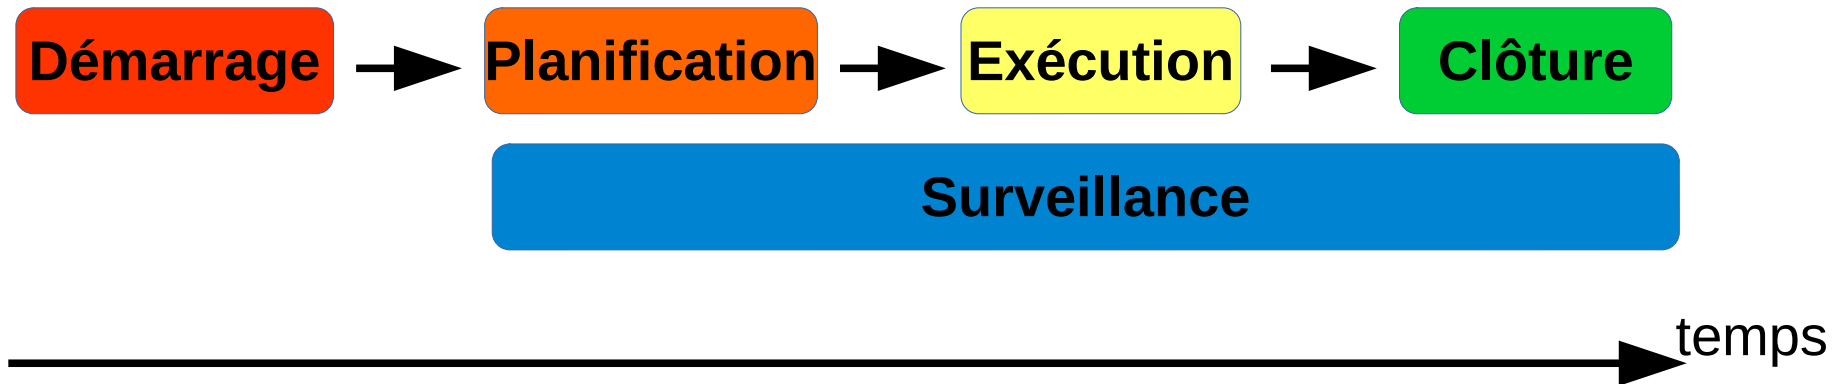 Démarrage
Planification
Exécution
Clôture
Surveillance
temps